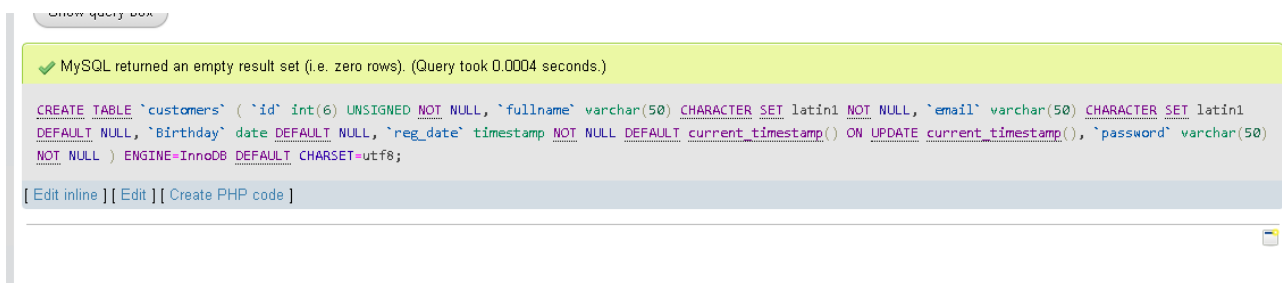 Show query box
MySQL returned an empty result set (i.e. zero rows). (Query took 0.0004 seconds.)
CREATE TABLE `customers` ( `id` int(6) UNSIGNED NOT NULL, `fullname` varchar(50) CHARACTER SET latin1 NOT NULL, `email` varchar(50) CHARACTER SET latin1
DEFAULT NULL, `Birthday` date DEFAULT NULL, `reg_date` timestamp NOT NULL DEFAULT current_timestamp() ON UPDATE current_timestamp(), `password` varchar(50)
NOT NULL ) ENGINE=InnoDB DEFAULT CHARSET=utf8;
[ Edit inline ] [ Edit ] [ Create PHP code ]